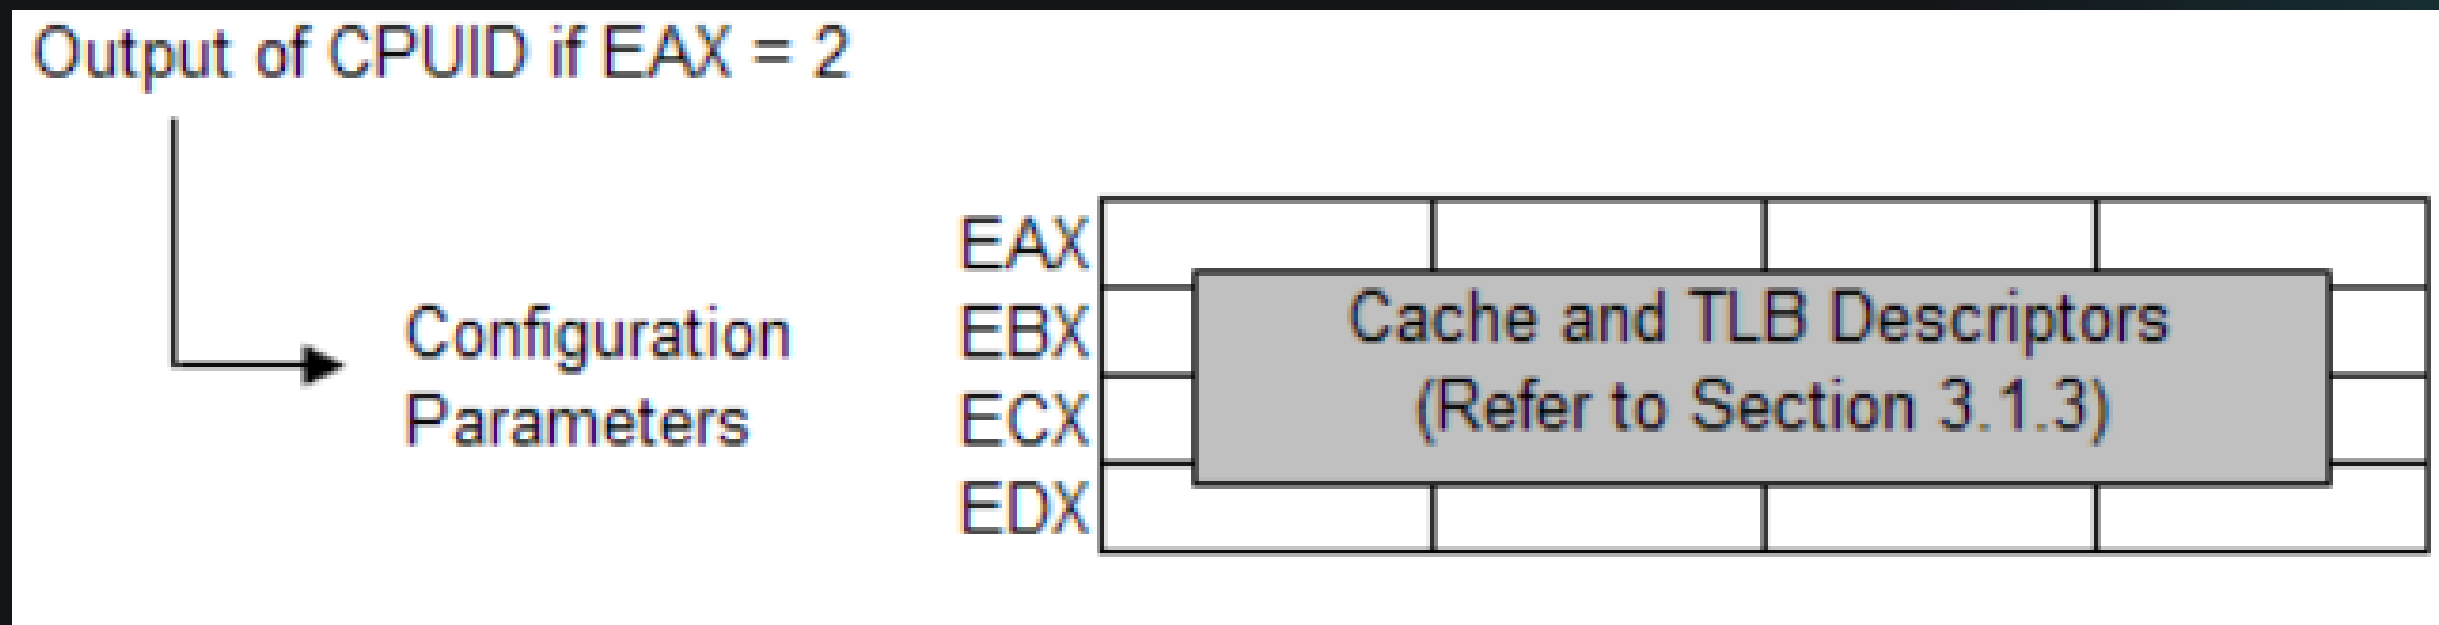 Output of CPUID if EAX = 2
Configuration
Parameters
EAX
EBX
ECX
EDX
Cache and TLB Descriptors
(Refer to Section 3.1.3)